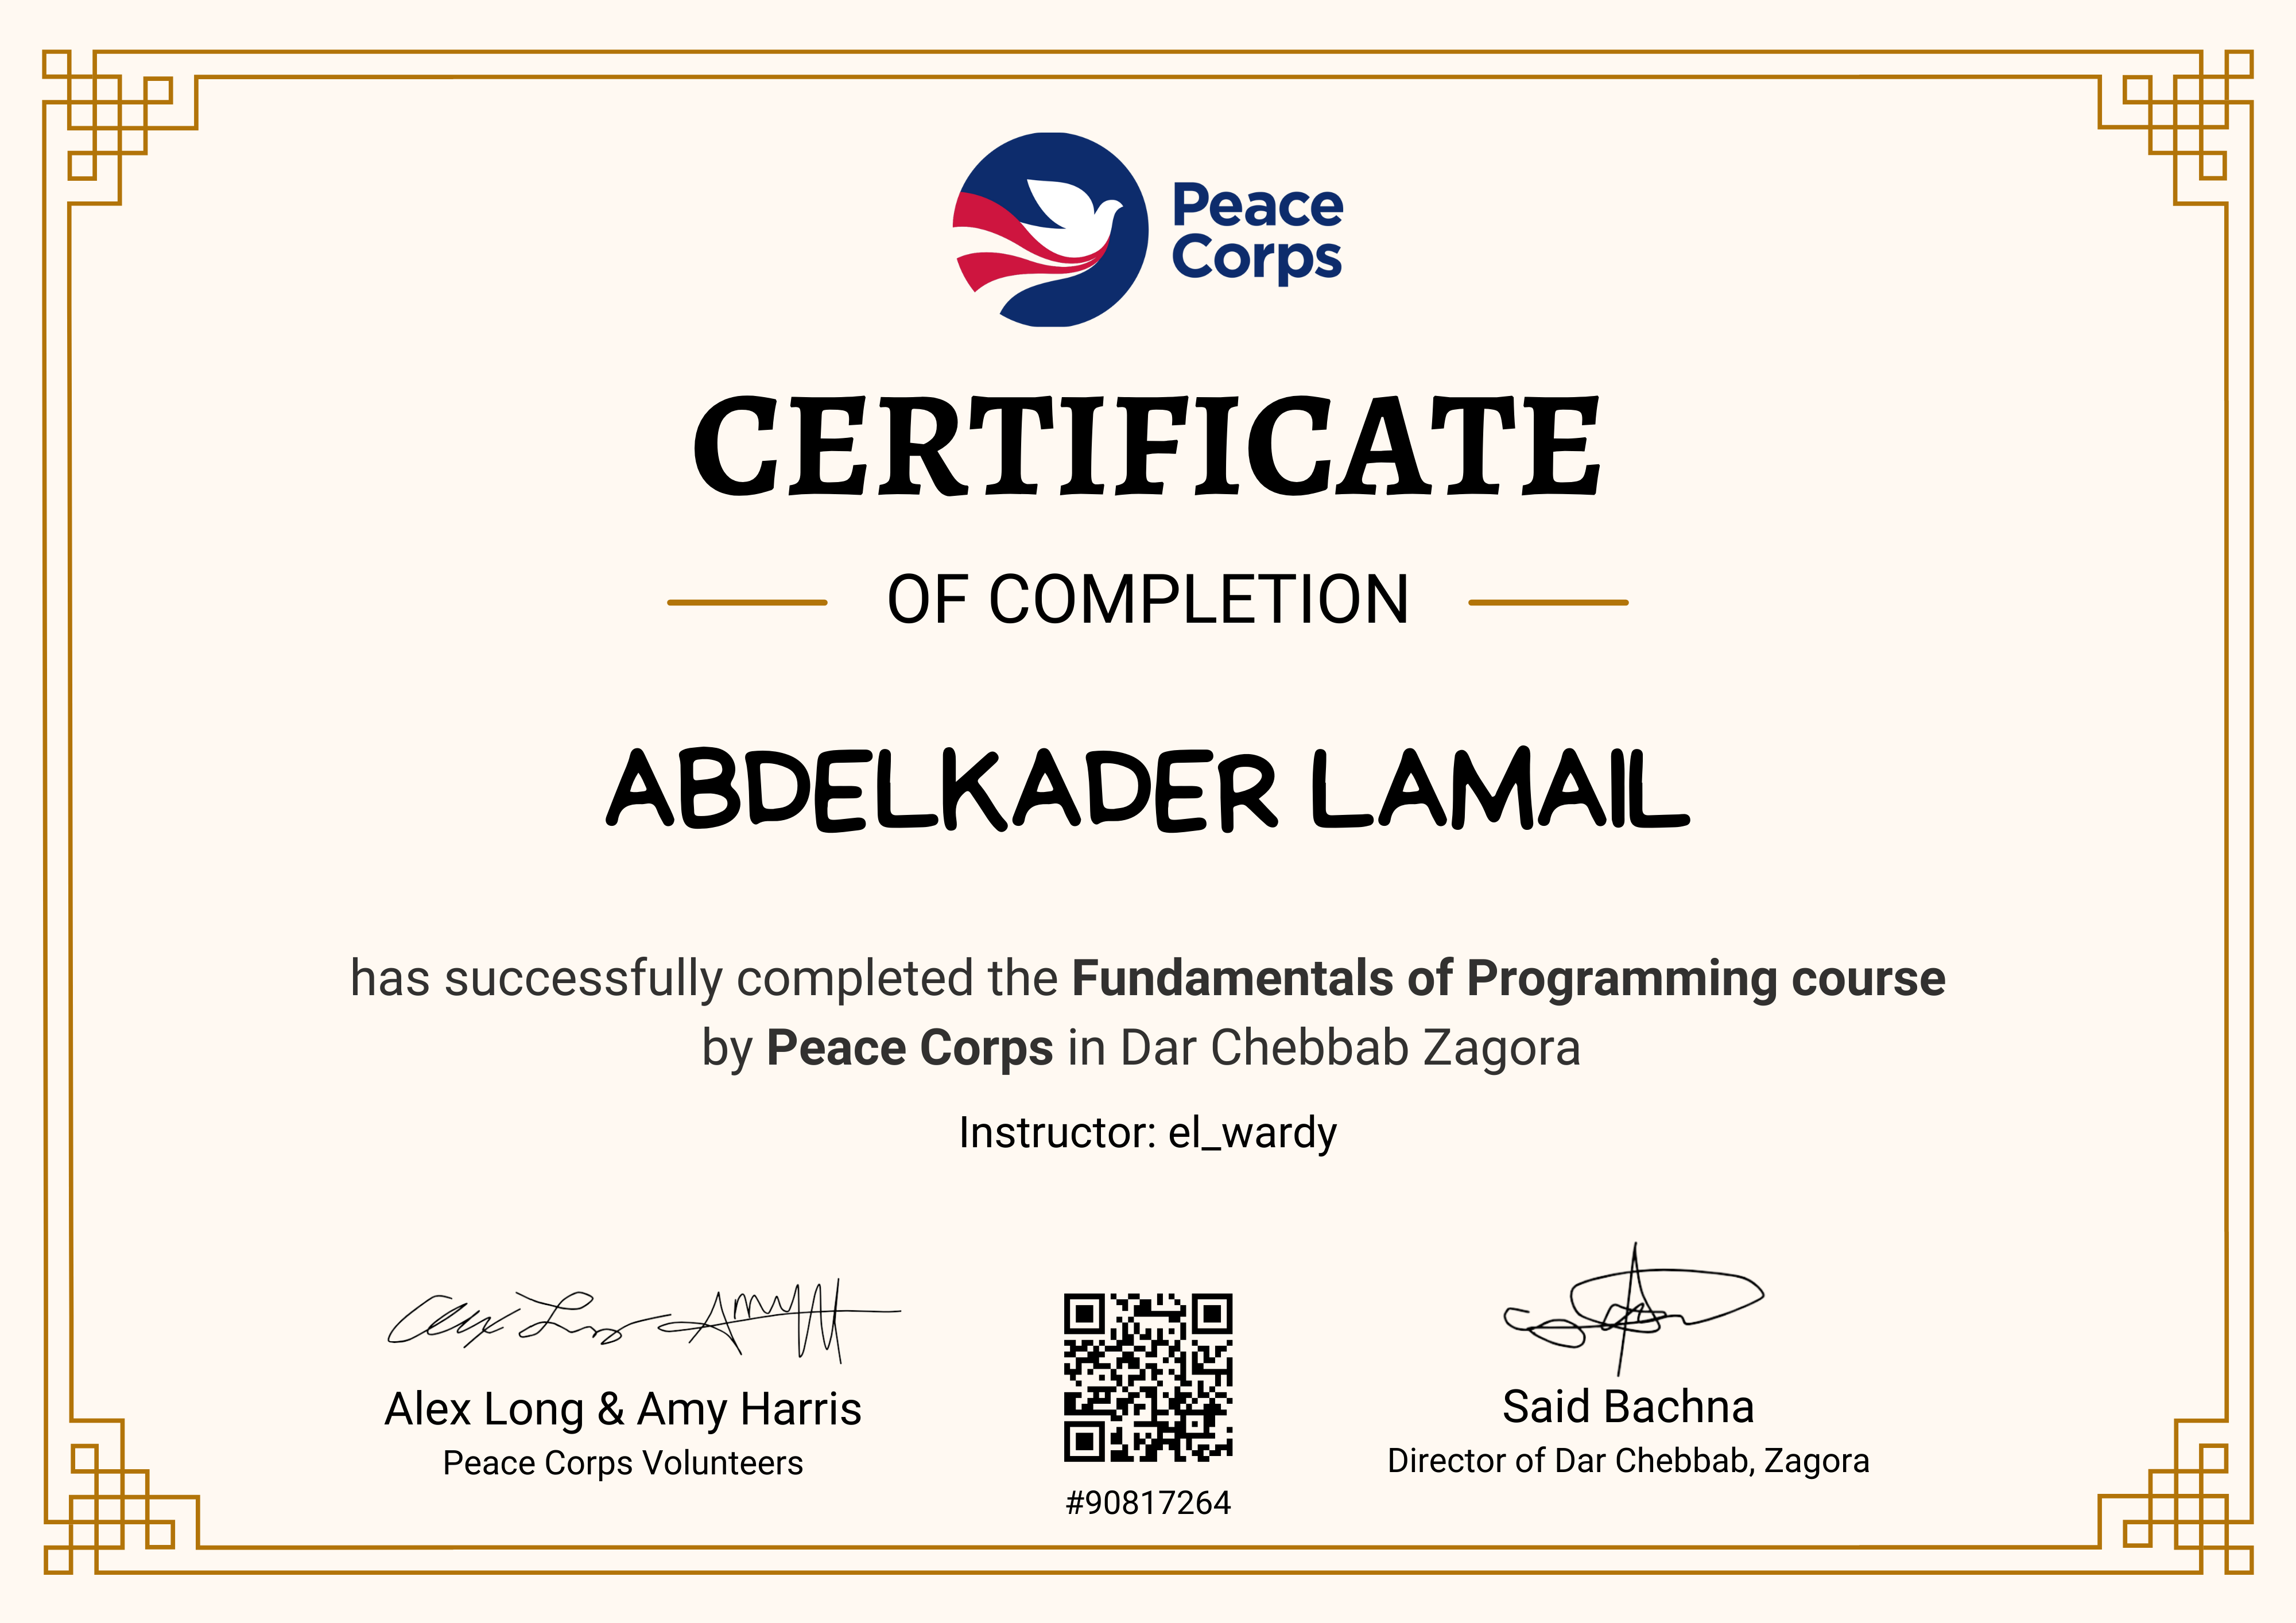 Peace
Corps
CERTIFICATE
OF COMPLETION
ABDELKADER LAMAIL
has successfully completed the Fundamentals of Programming course
by Peace Corps in Dar Chebbab Zagora
Instructor: el_wardy
Alex Long & Amy Harris
Peace Corps Volunteers
#90817264
Said Bachna
Director of Dar Chebbab, Zagora